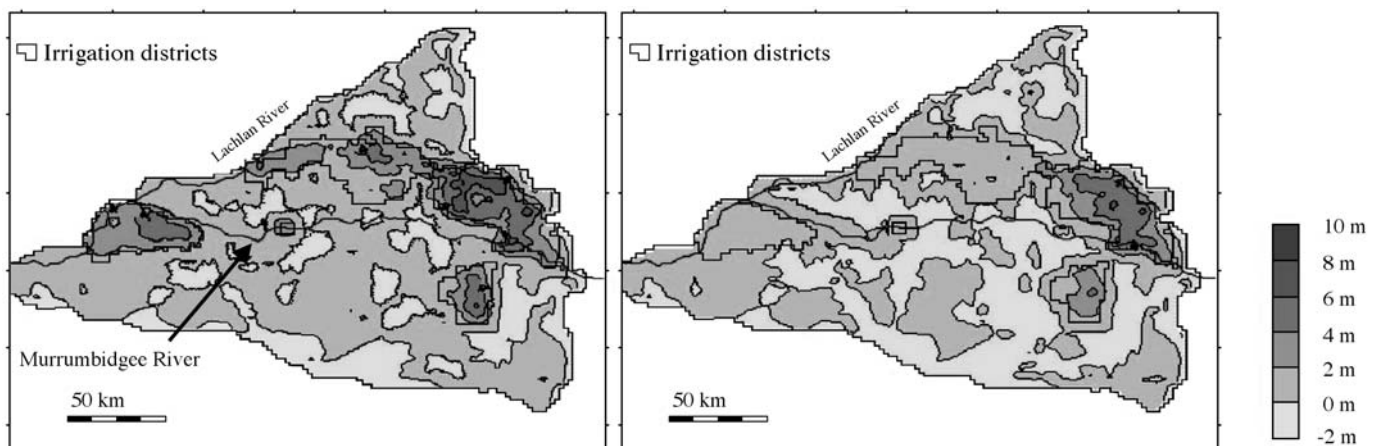 Irrigation districts
Lachlan River
Murrumbidgee River
50 km
Irrigation districts
Lachlan River
50 km
10 m
8 m
6 m
4 m
2 m
0 m
-2 m